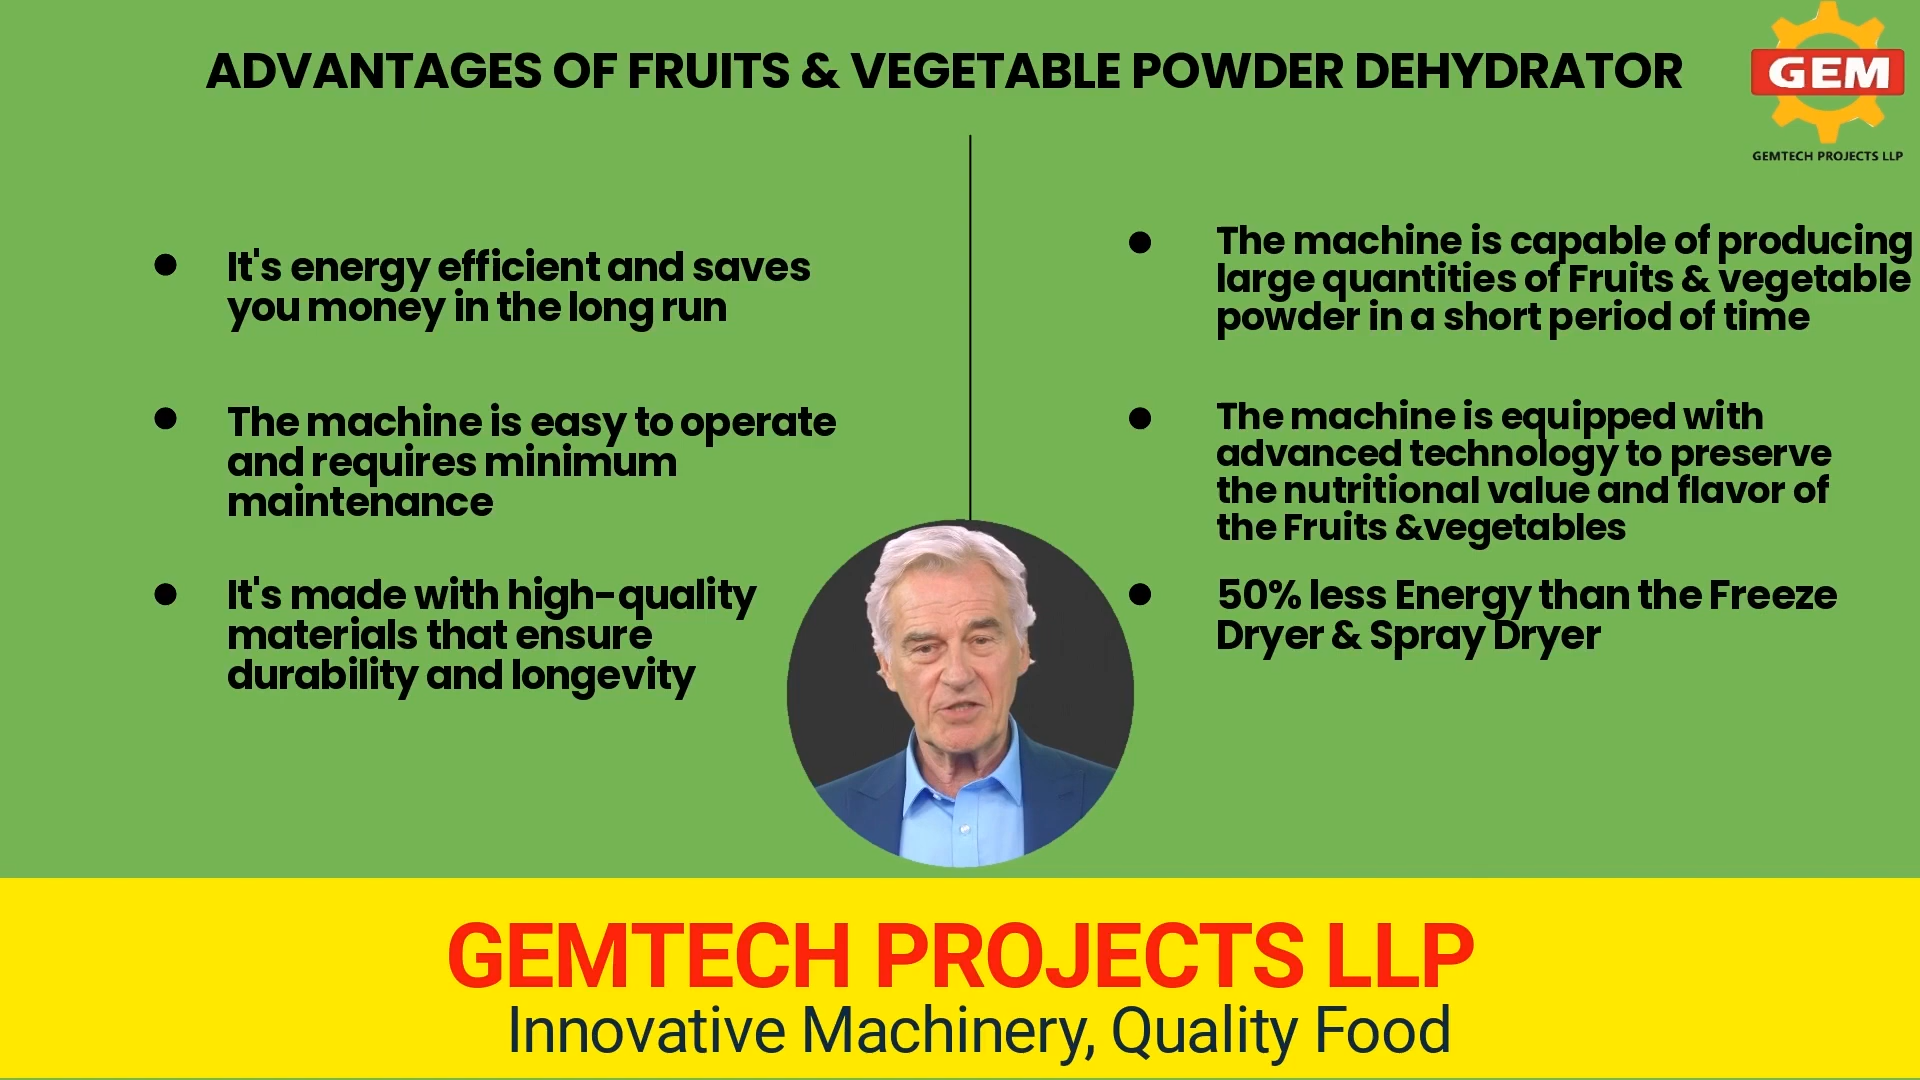 ADVANTAGES OF FRUITS & VEGETABLE POWDER DEHYDRATOR
GEM
GEMTECH PROJECTS LLP
It's energy efficient and saves
you money in the long run
The machine is easy to operate
and requires minimum
maintenance
It's made with high-quality
materials that ensure
durability and longevity
The machine is capable of producing
large quantities of Fruits & vegetable
powder in a short period of time
The machine is equipped with
advanced technology to preserve
the nutritional value and flavor of
the Fruits &vegetables
50% less Energy than the Freeze
Dryer & Spray Dryer
GEMTECH PROJECTS LLP
Innovative Machinery, Quality Food